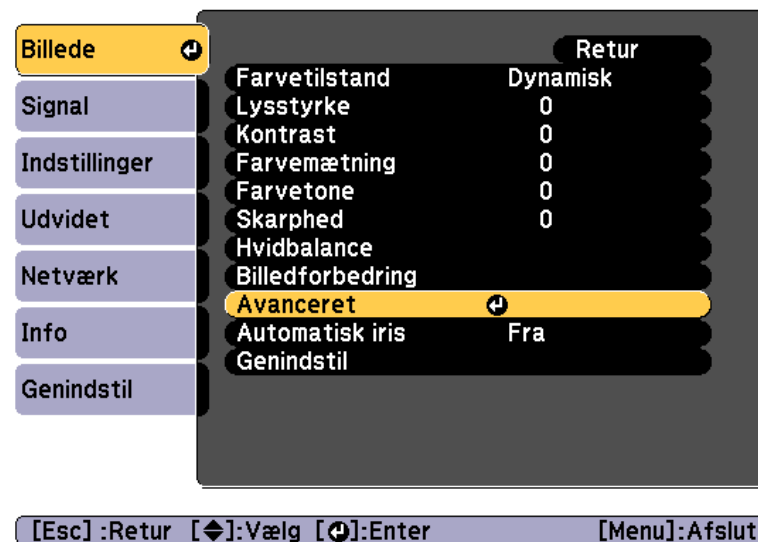 Billede
Signal
Indstillinger
Udvidet
Netværk
Info
Genindstil
Retur
Farvetilstand Dynamisk
Lysstyrke 0
Kontrast 0
Farvemætning 0
Farvetone 0
Skarphed 0
Hvidbalance
Billedforbedring
Avanceret
Automatisk iris Fra
Genindstil
[Esc] :Retur [◆]:Vælg [↵]:Enter [Menu]:Afslut